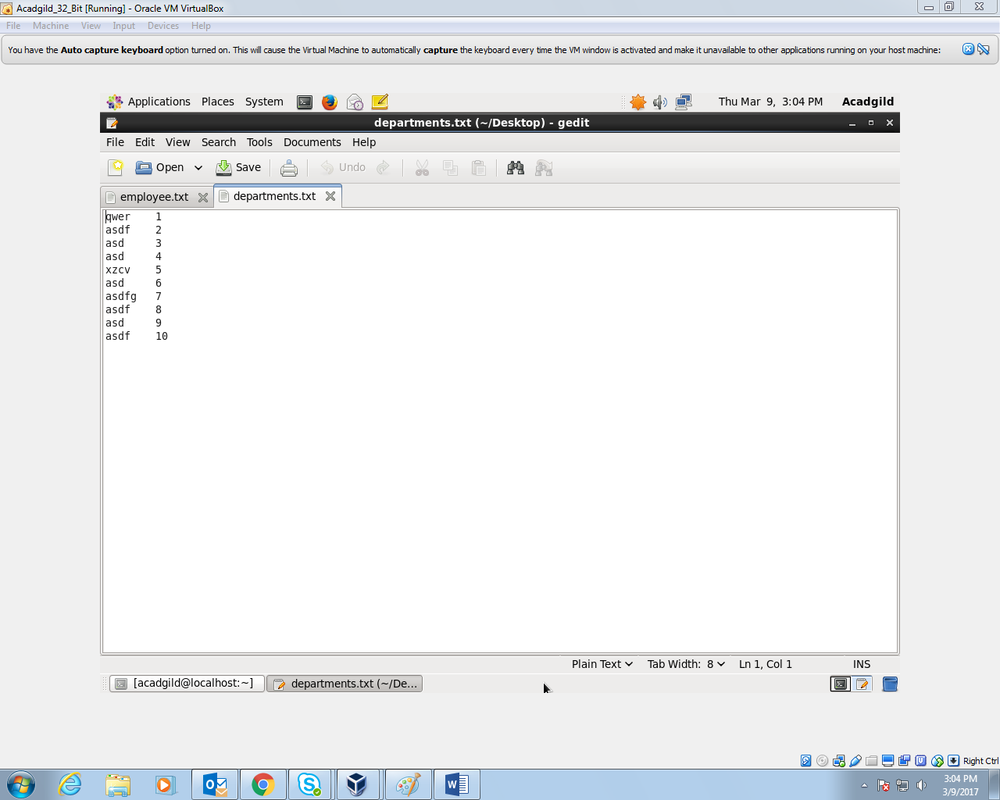 Acadgild_32_Bit [Running] - Oracle VM VirtualBox
File Machine View Input Devices Help
You have the Auto capture keyboard option turned on. This will cause the Virtual Machine to automatically capture the keyboard every time the VM window is activated and make it unavailable to other applications running on your host machine:
Applications Places System Thu Mar 9, 3:04 PM Acadgild
departments.txt (~/Desktop) - gedit
File Edit View Search Tools Documents Help
Open Save Undo
employee.txt departments.txt
qwer 1
asdf 2
asd 3
asd 4
xzcv 5
asd 6
asdfg 7
asdf 8
asd 9
asdf 10
Plain Text Tab Width: 8 Ln 1, Col 1 INS
[acadgild@localhost:~] departments.txt (~/De...
Right Ctrl
3:04 PM
3/9/2017